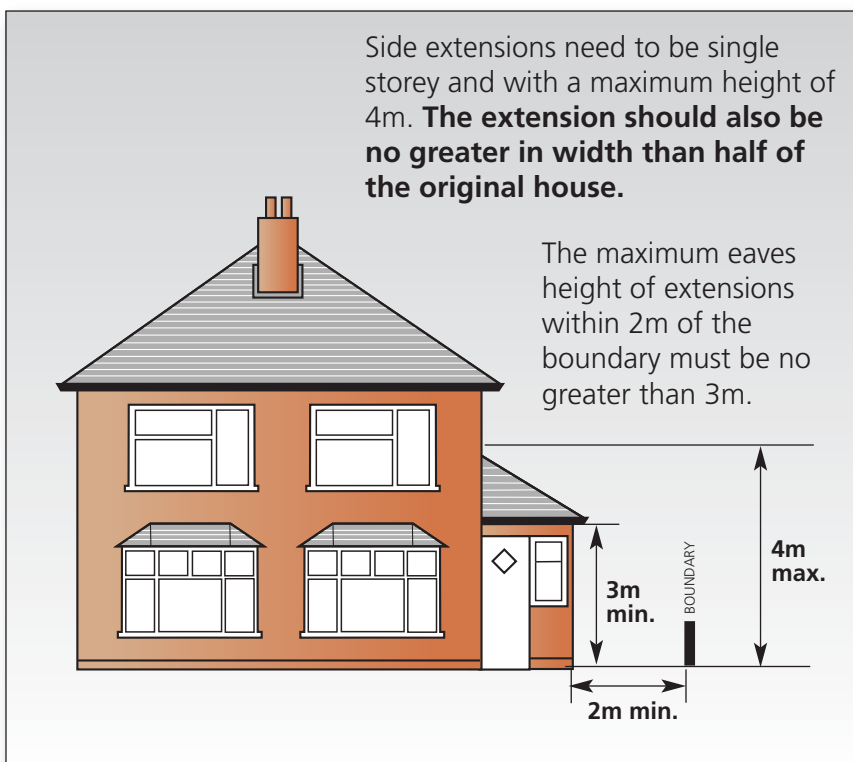 Side extensions need to be single
storey and with a maximum height of
4m. The extension should also be
no greater in width than half of
the original house.
The maximum eaves
height of extensions
within 2m of the
boundary must be no
greater than 3m.
3m
min.
BOUNDARY
4m
max.
2m min.